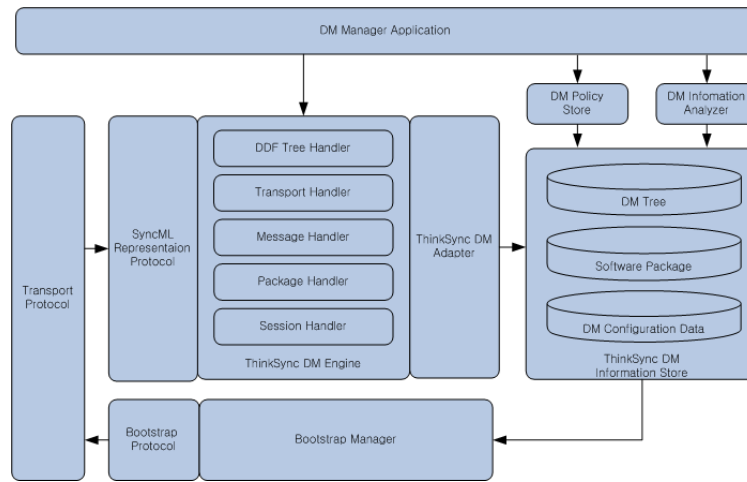 DM Manager Application
DM Policy
Store
DM Infomation
Analyzer
Transport
Protocol
SyncML
Representaion
Protocol
DDF Tree Handler
Transport Handler
Message Handler
Package Handler
Session Handler
ThinkSync DM Engine
ThinkSync DM
Adapter
DM Tree
Software Package
DM Configuration Data
ThinkSync DM
Information Store
Bootstrap
Protocol
Bootstrap Manager